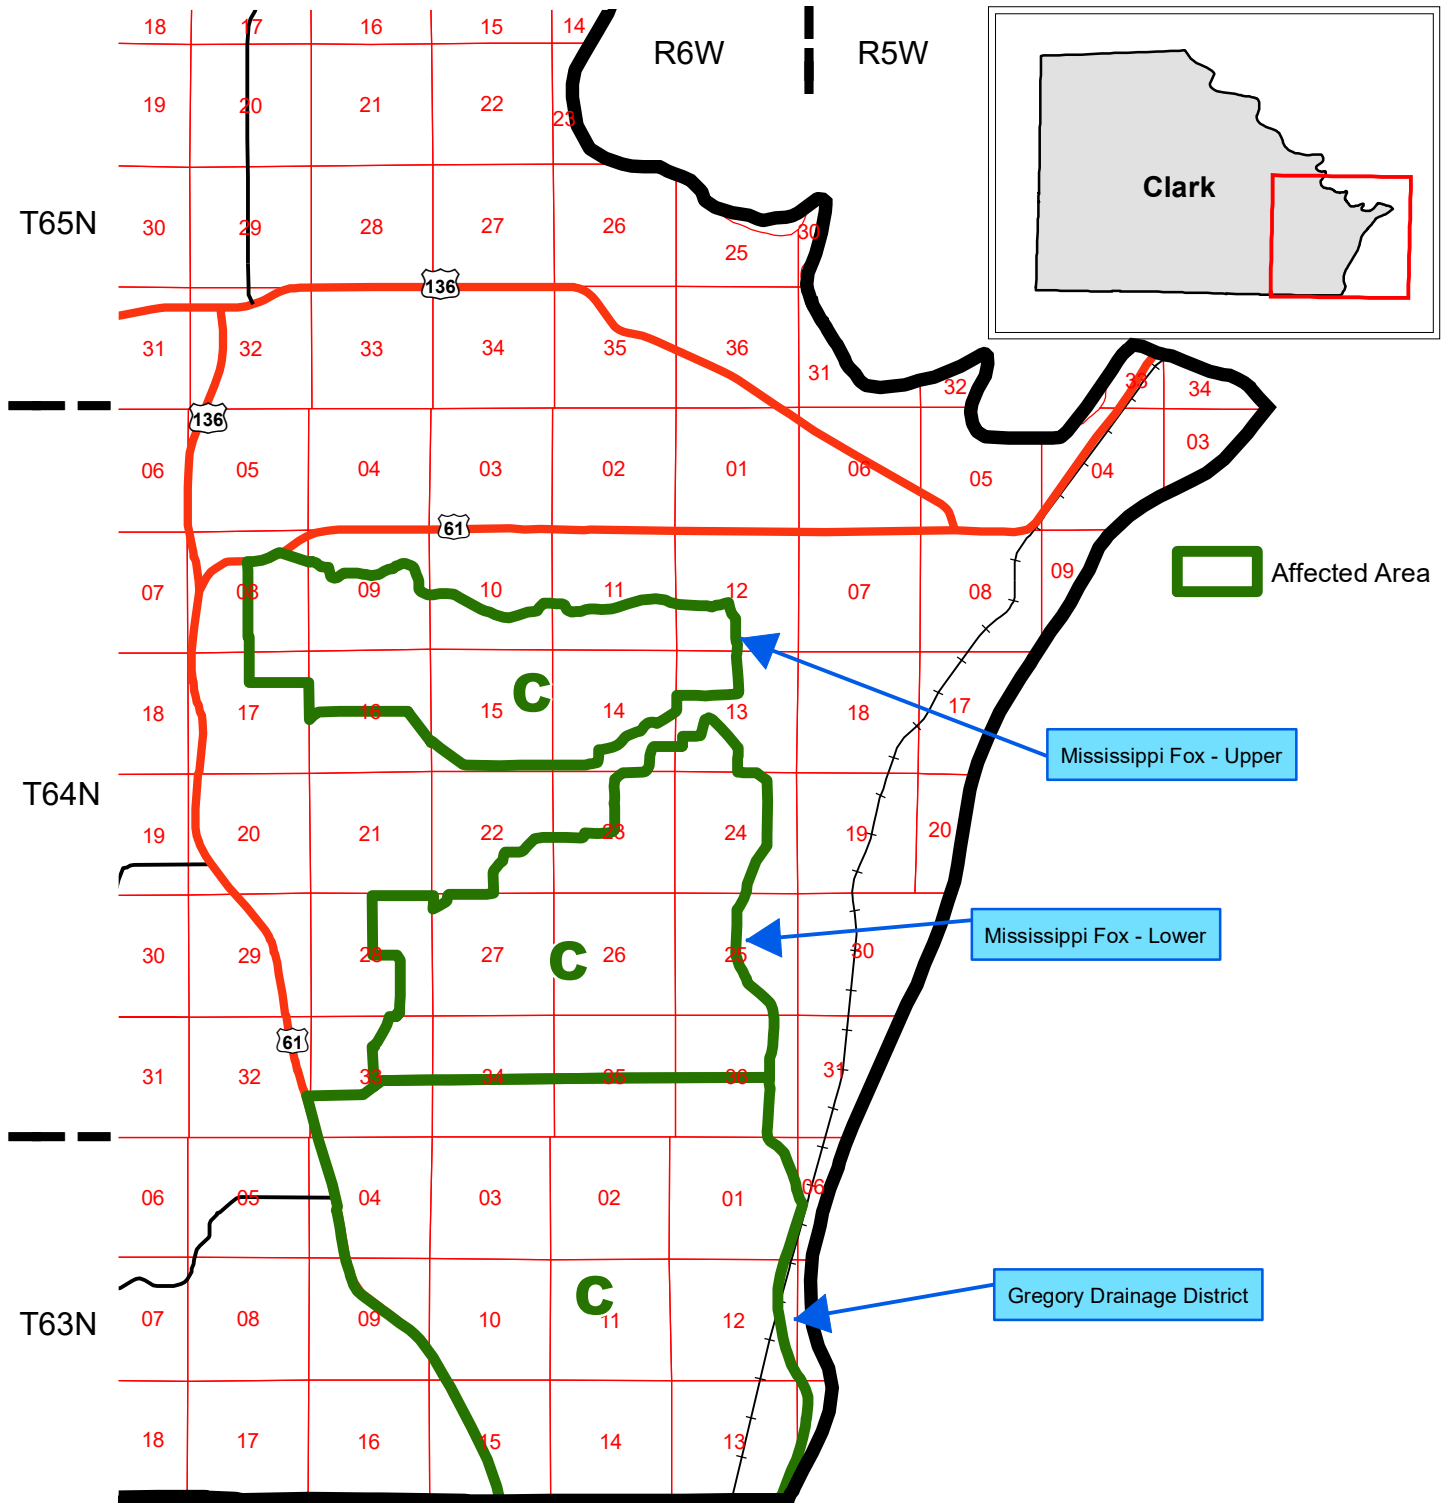 18 17 16 15 14 R6W R5W
19 20 21 22 23
Clark
T65N 30 29 28 27 26 25 30
136
31 32 33 34 35 36 31 32 33 34
136
06 05 04 03 02 01 06 05 04 03
61
07 08 09 10 11 12 07 08 09 Affected Area
C
18 17 16 15 14 13 18 17
Mississippi Fox - Upper
T64N
19 20 21 22 23 24 19 20
Mississippi Fox - Lower
30 29 28 27 C 26 25 30
61
31 32 33 34 35 36 31
06 05 04 03 02 01 06
C
Gregory Drainage District
T63N 07 08 09 10 11 12
18 17 16 15 14 13